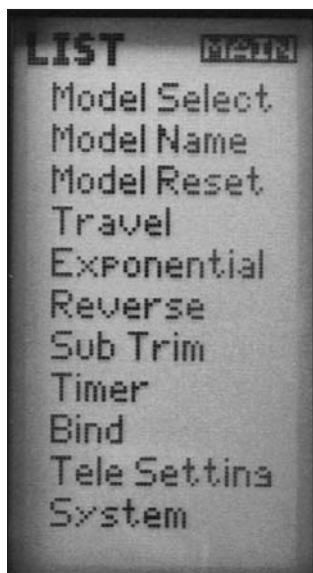 LIST MAIN
Model Select
Model Name
Model Reset
Travel
Exponential
Reverse
Sub Trim
Timer
Bind
Tele Setting
System